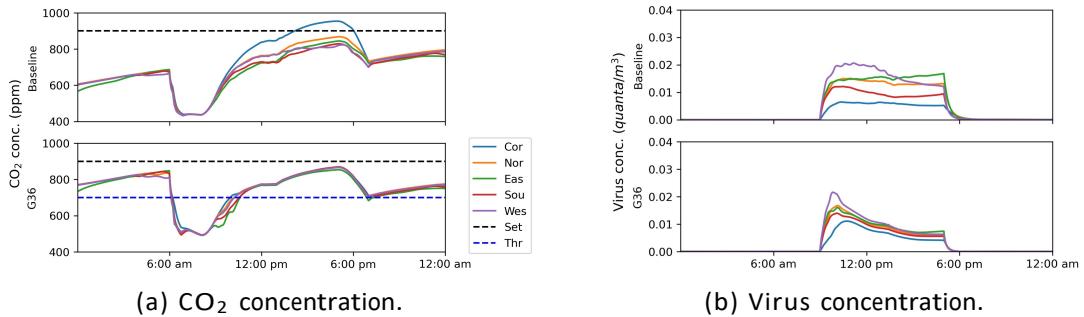 1000
800
600
400
Baseline
1000
800
600
400
G36
CO₂ conc. (ppm)
6:00 am
12:00 pm
6:00 pm
12:00 am
Cor
Nor
Eas
Sou
Wes
Set
Thr
(a) CO₂ concentration.
0.04
0.03
0.02
0.01
0.00
Baseline
0.04
0.03
0.02
0.01
0.00
G36
Virus conc. (quanta/m³)
6:00 am
12:00 pm
6:00 pm
12:00 am
(b) Virus concentration.